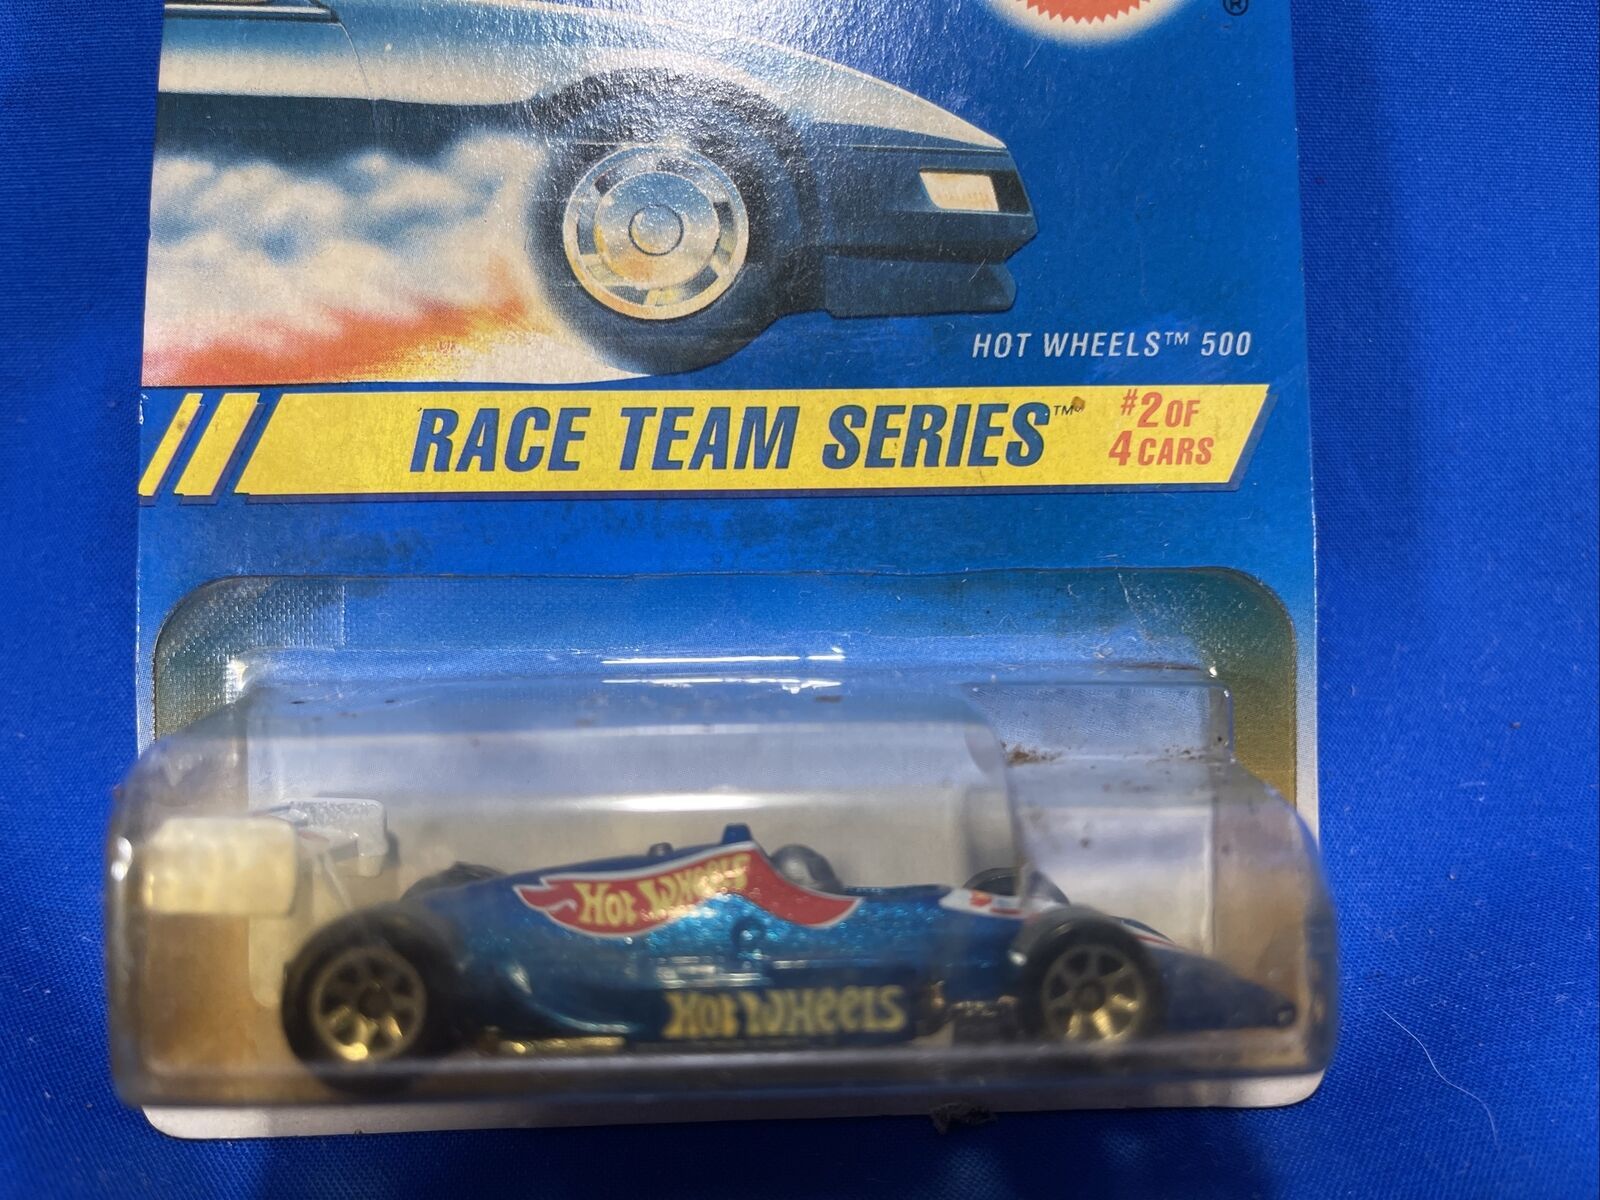 ®
HOT WHEELS™ 500
RACE TEAM SERIES™
#2 OF
4 CARS
HOT WHEELS
HOT WHEELS